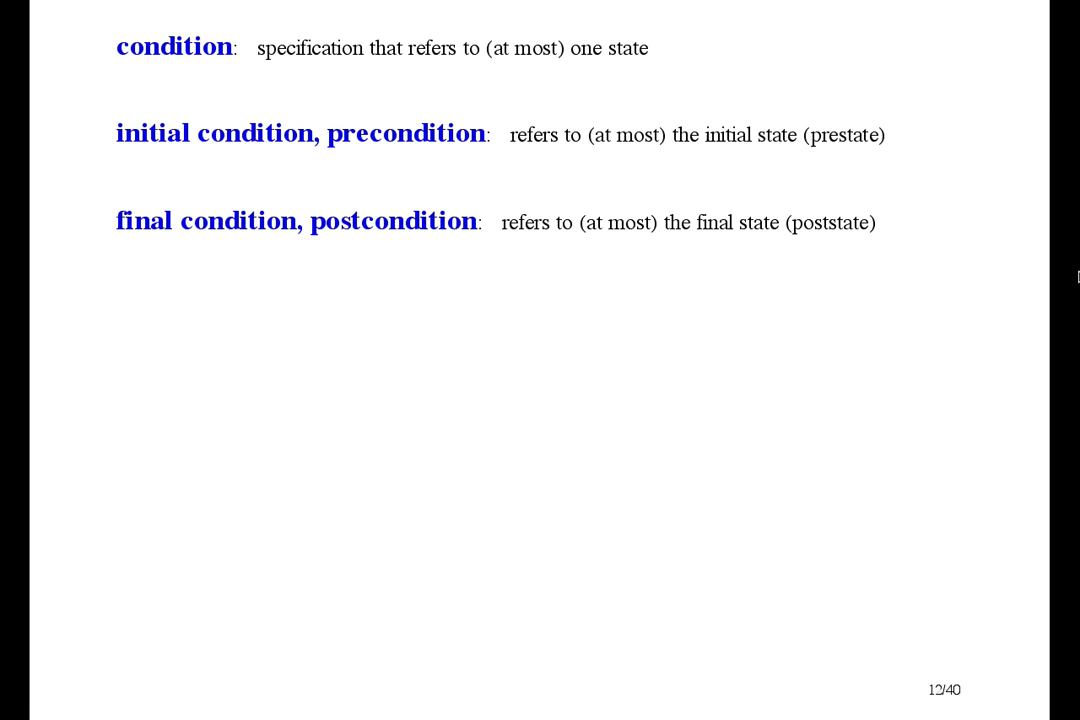 condition: specification that refers to (at most) one state
initial condition, precondition: refers to (at most) the initial state (prestate)
final condition, postcondition: refers to (at most) the final state (poststate)
12/40